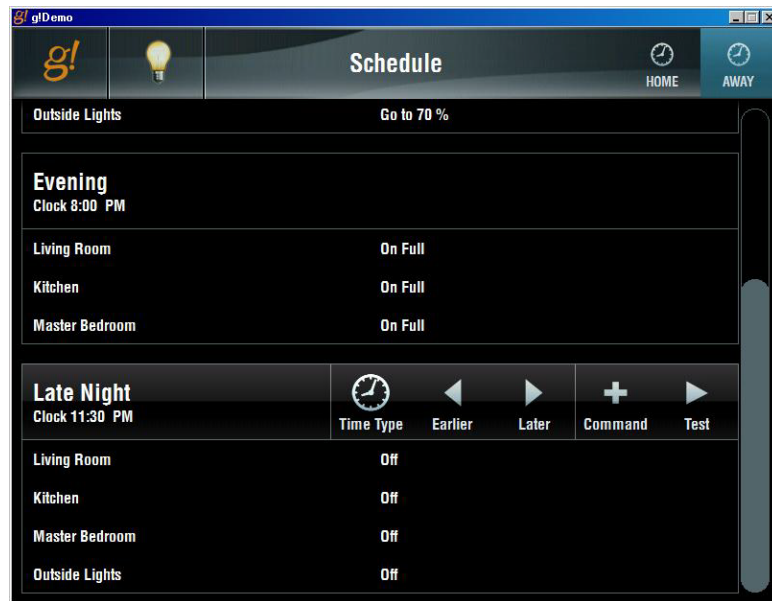 g! g!Demo
g!
Schedule
HOME
AWAY
Outside Lights Go to 70 %
Evening
Clock 8:00 PM
Living Room On Full
Kitchen On Full
Master Bedroom On Full
Late Night
Clock 11:30 PM
Time Type Earlier Later Command Test
Living Room Off
Kitchen Off
Master Bedroom Off
Outside Lights Off